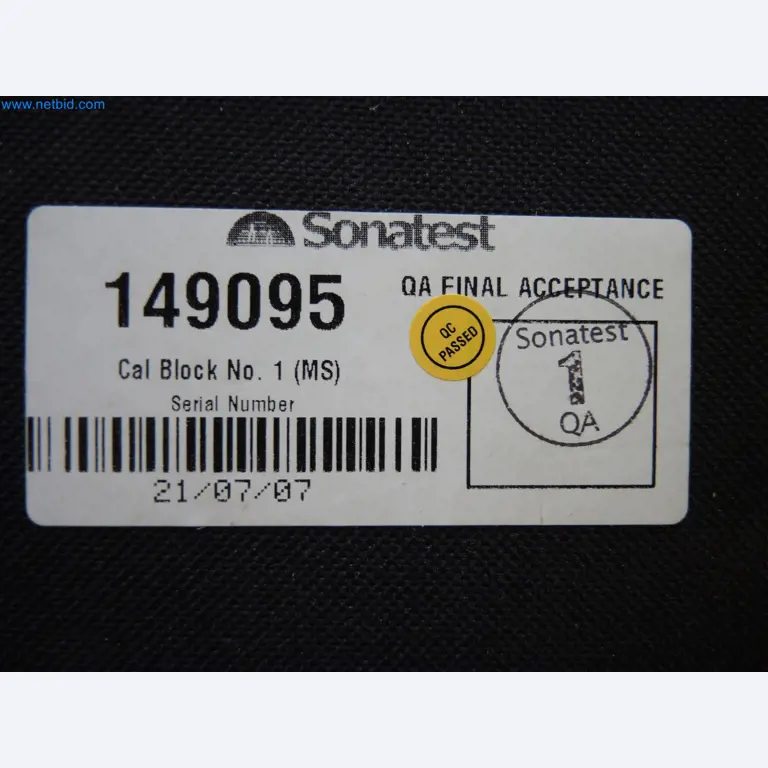 www.netbid.com
Sonatest
149095
QA FINAL ACCEPTANCE
QC
PASSED
Cal Block No. 1 (MS)
Serial Number
21/07/07
Sonatest
1
QA